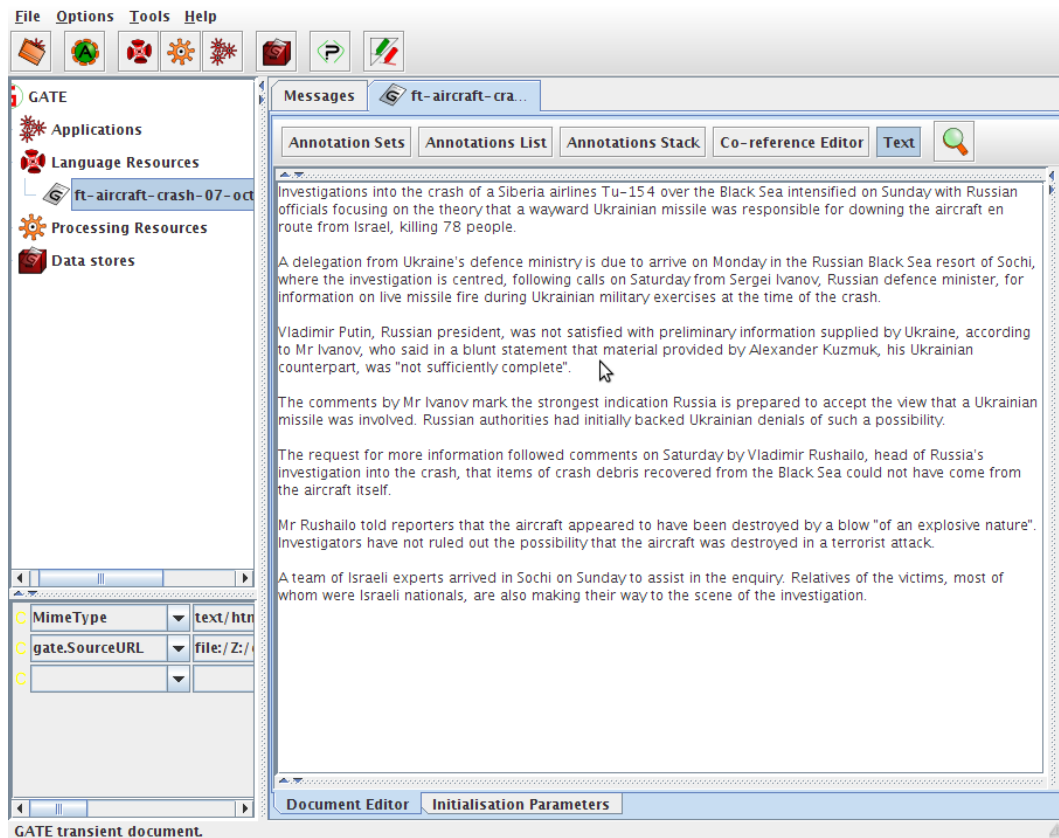 File Options Tools Help
GATE
Applications
Language Resources
ft-aircraft-crash-07-oct
Processing Resources
Data stores
MimeType text/htn
gate.SourceURL file:/Z:/
Messages ft-aircraft-cra...
Annotation Sets Annotations List Annotations Stack Co-reference Editor Text
Investigations into the crash of a Siberia airlines Tu-154 over the Black Sea intensified on Sunday with Russian
officials focusing on the theory that a wayward Ukrainian missile was responsible for downing the aircraft en
route from Israel, killing 78 people.
A delegation from Ukraine's defence ministry is due to arrive on Monday in the Russian Black Sea resort of Sochi,
where the investigation is centred, following calls on Saturday from Sergei Ivanov, Russian defence minister, for
information on live missile fire during Ukrainian military exercises at the time of the crash.
Vladimir Putin, Russian president, was not satisfied with preliminary information supplied by Ukraine, according
to Mr Ivanov, who said in a blunt statement that material provided by Alexander Kuzmuk, his Ukrainian
counterpart, was "not sufficiently complete".
The comments by Mr Ivanov mark the strongest indication Russia is prepared to accept the view that a Ukrainian
missile was involved. Russian authorities had initially backed Ukrainian denials of such a possibility.
The request for more information followed comments on Saturday by Vladimir Rushailo, head of Russia's
investigation into the crash, that items of crash debris recovered from the Black Sea could not have come from
the aircraft itself.
Mr Rushailo told reporters that the aircraft appeared to have been destroyed by a blow "of an explosive nature".
Investigators have not ruled out the possibility that the aircraft was destroyed in a terrorist attack.
A team of Israeli experts arrived in Sochi on Sunday to assist in the enquiry. Relatives of the victims, most of
whom were Israeli nationals, are also making their way to the scene of the investigation.
Document Editor Initialisation Parameters
GATE transient document.